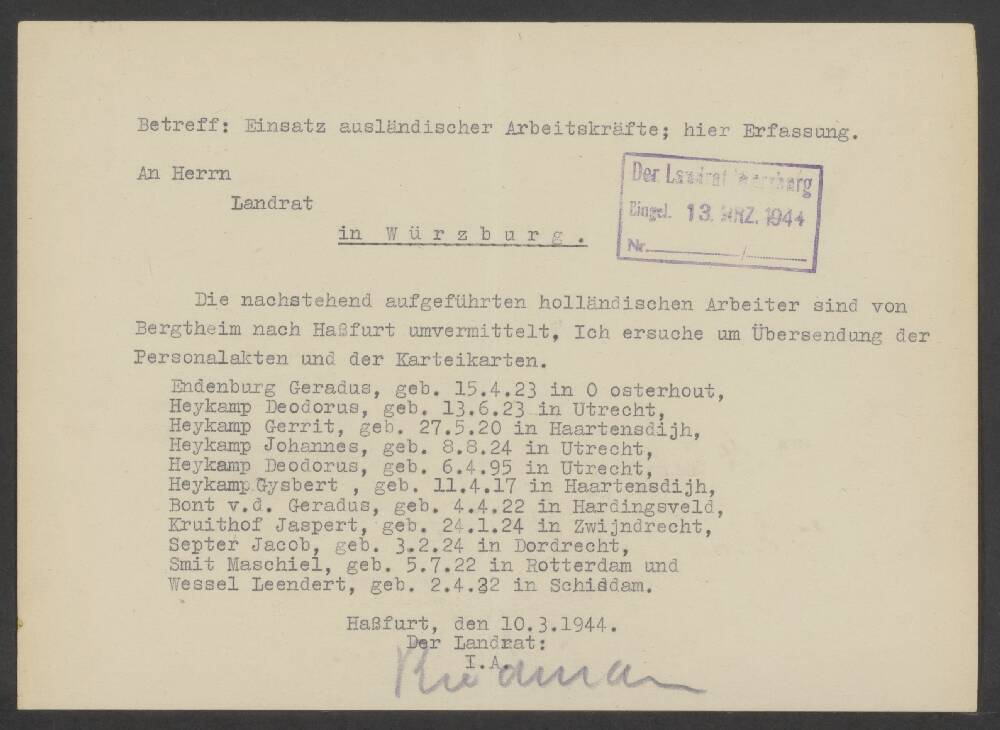 Betreff: Einsatz ausländischer Arbeitskräfte; hier Erfassung.
An Herrn
Landrat
in Würzburg.
Der Landrat Würzburg
Eingel. 13. MRZ. 1944
Nr. /
Die nachstehend aufgeführten holländischen Arbeiter sind von
Bergtheim nach Haßfurt umvermittelt, Ich ersuche um Übersendung der
Personalakten und der Karteikarten.
Endenburg Geradus, geb. 15.4.23 in O osterhout,
Heykamp Deodorus, geb. 13.6.23 in Utrecht,
Heykamp Gerrit, geb. 27.5.20 in Haartensdijh,
Heykamp Johannes, geb. 8.8.24 in Utrecht,
Heykamp Deodorus, geb. 6.4.95 in Utrecht,
Heykamp Gysbert , geb. 11.4.17 in Haartensdijh,
Bont v.d. Geradus, geb. 4.4.22 in Hardingsveld,
Kruithof Jaspert, geb. 24.1.24 in Zwijndrecht,
Septer Jacob, geb. 3.2.24 in Dordrecht,
Smit Maschiel, geb. 5.7.22 in Rotterdam und
Wessel Leendert, geb. 2.4.22 in Schiedam.
Haßfurt, den 10.3.1944.
Der Landrat:
I.A.